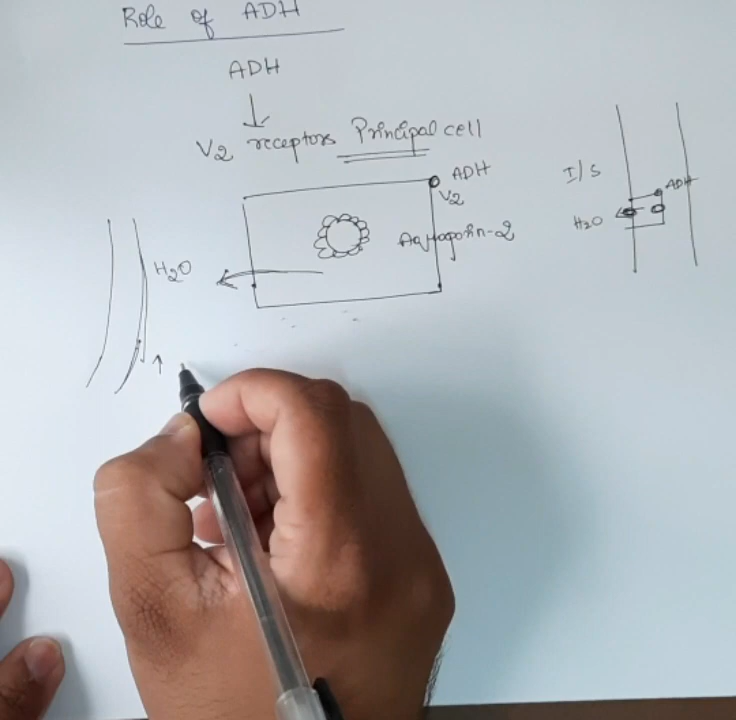 Role of ADH
ADH
↓
V2 receptors Principal cell
ADH
V2
Aquaporin-2
H2O
↑
I/S
ADH
H2O